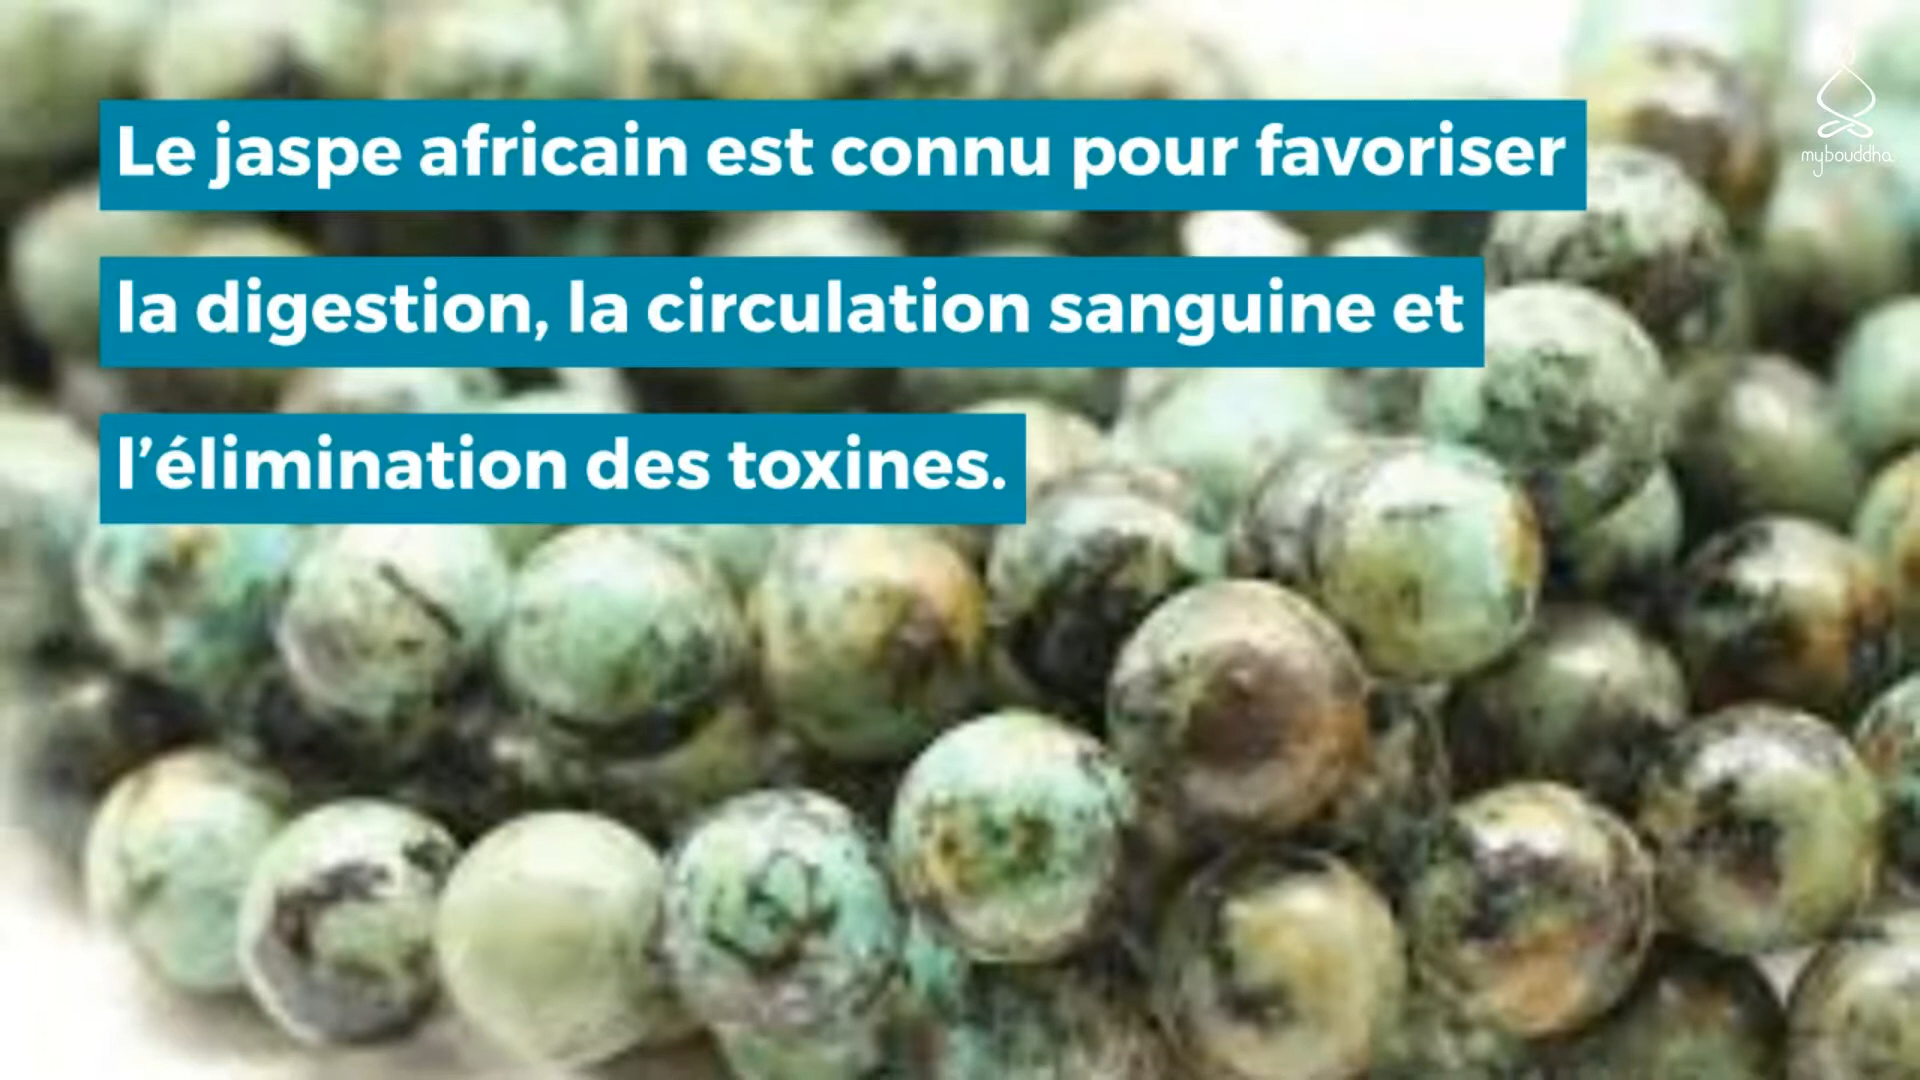 Le jaspe africain est connu pour favoriser
la digestion, la circulation sanguine et
l’élimination des toxines.
mybouddha